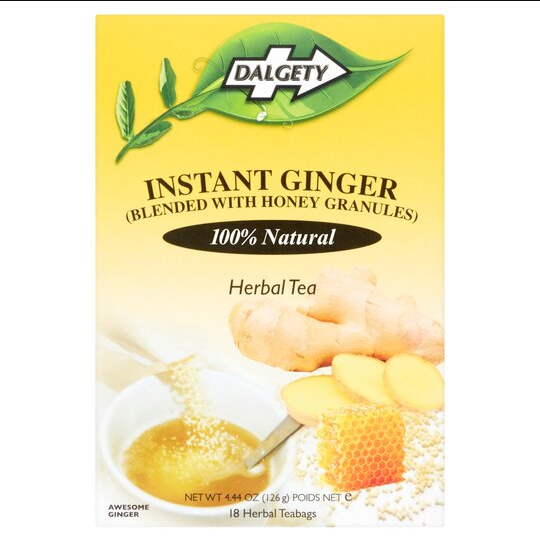 DALGETY
INSTANT GINGER
(BLENDED WITH HONEY GRANULES)
100% Natural
Herbal Tea
NET WT 4.44 OZ (126 g) POIDS NET ℮
18 Herbal Teabags
AWESOME
GINGER